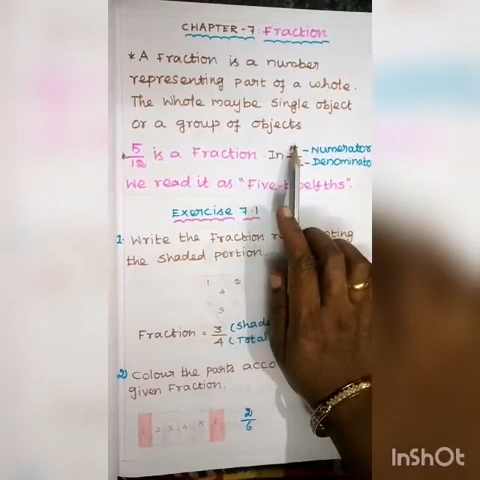 CHAPTER-7 : Fraction
* A Fraction is a number
representing part of a whole.
The whole maybe single object
or a group of objects
* 5/12 is a Fraction. In - Numerator
- Denominato
We read it as "Five-t elfths".
Exercise 7.1
1. Write the Fraction ting
the shaded portion.
1 2
4
3
Fraction = 3/4 (Shade
(Total
2) Colour the parts acco
given Fraction.
1 2 3 4 5 6 2/6
InShOt